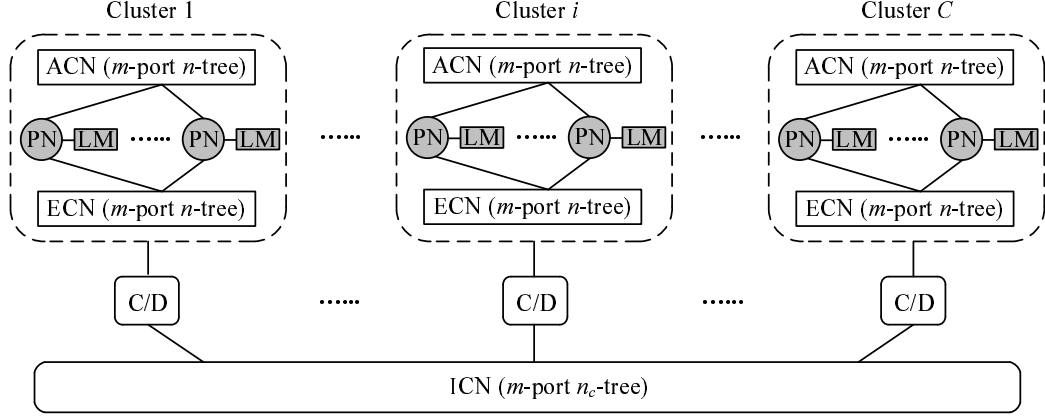 Cluster 1 Cluster i Cluster C
ACN (m-port n-tree) ACN (m-port n-tree) ACN (m-port n-tree)
PN LM ...... PN LM ...... PN LM ...... PN LM ...... PN LM ...... PN LM
ECN (m-port n-tree) ECN (m-port n-tree) ECN (m-port n-tree)
C/D ...... C/D ...... C/D
ICN (m-port nc-tree)